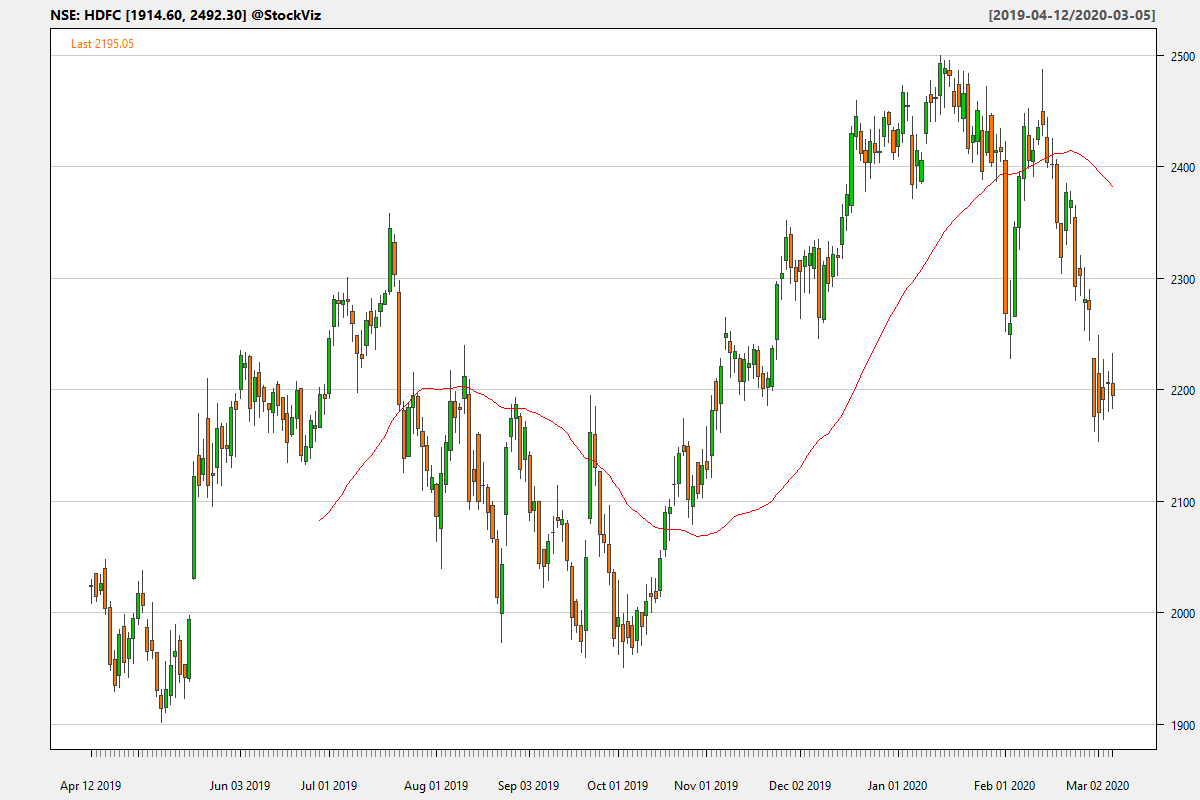 NSE: HDFC [1914.60, 2492.30] @StockViz [2019-04-12/2020-03-05]
Last 2195.05
2500
2400
2300
2200
2100
2000
1900
Apr 12 2019 Jun 03 2019 Jul 01 2019 Aug 01 2019 Sep 03 2019 Oct 01 2019 Nov 01 2019 Dec 02 2019 Jan 01 2020 Feb 01 2020 Mar 02 2020